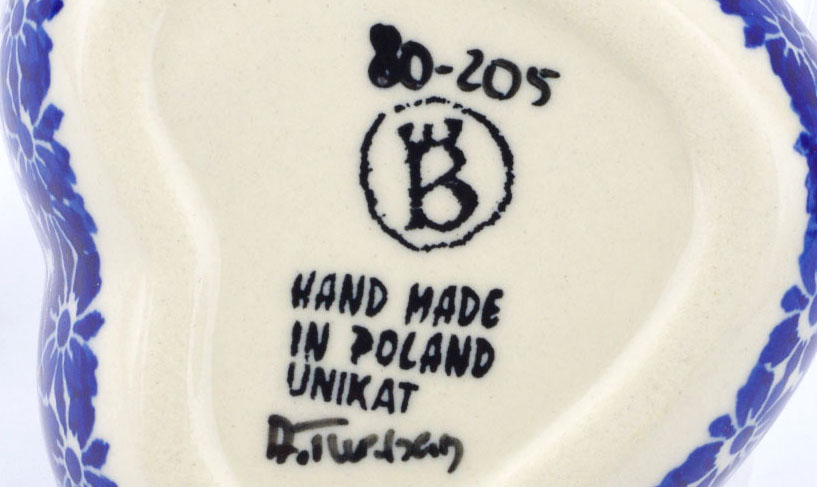 80-205
B
HAND MADE
IN POLAND
UNIKAT